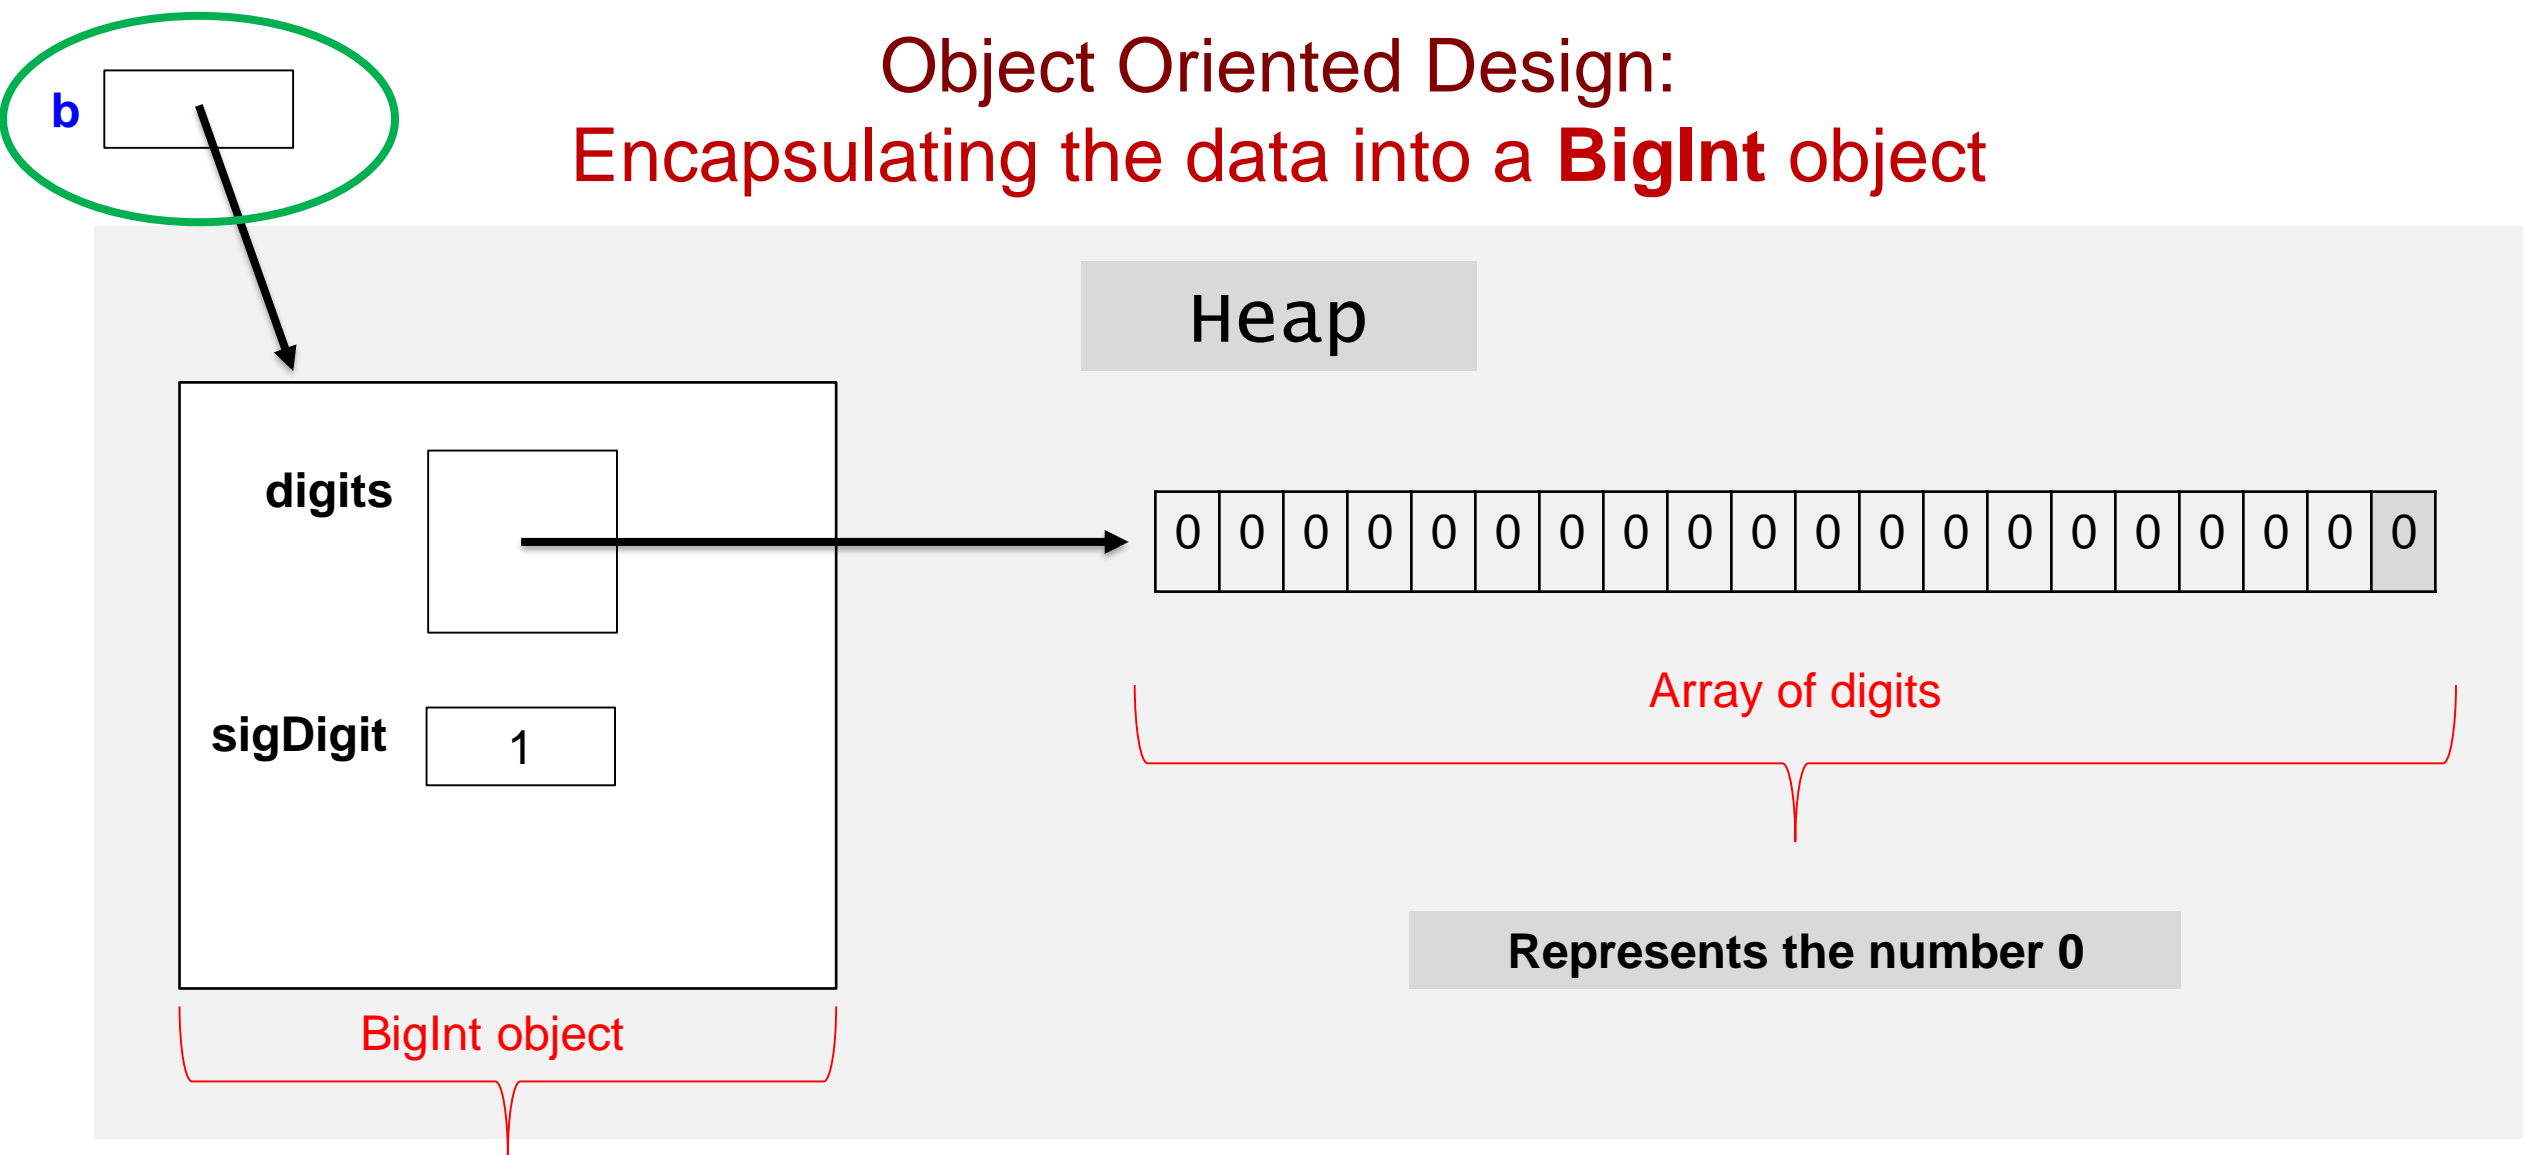 Object Oriented Design:
Encapsulating the data into a BigInt object
b
Heap
digits
0 0 0 0 0 0 0 0 0 0 0 0 0 0 0 0 0 0 0 0
Array of digits
sigDigit
1
Represents the number 0
BigInt object